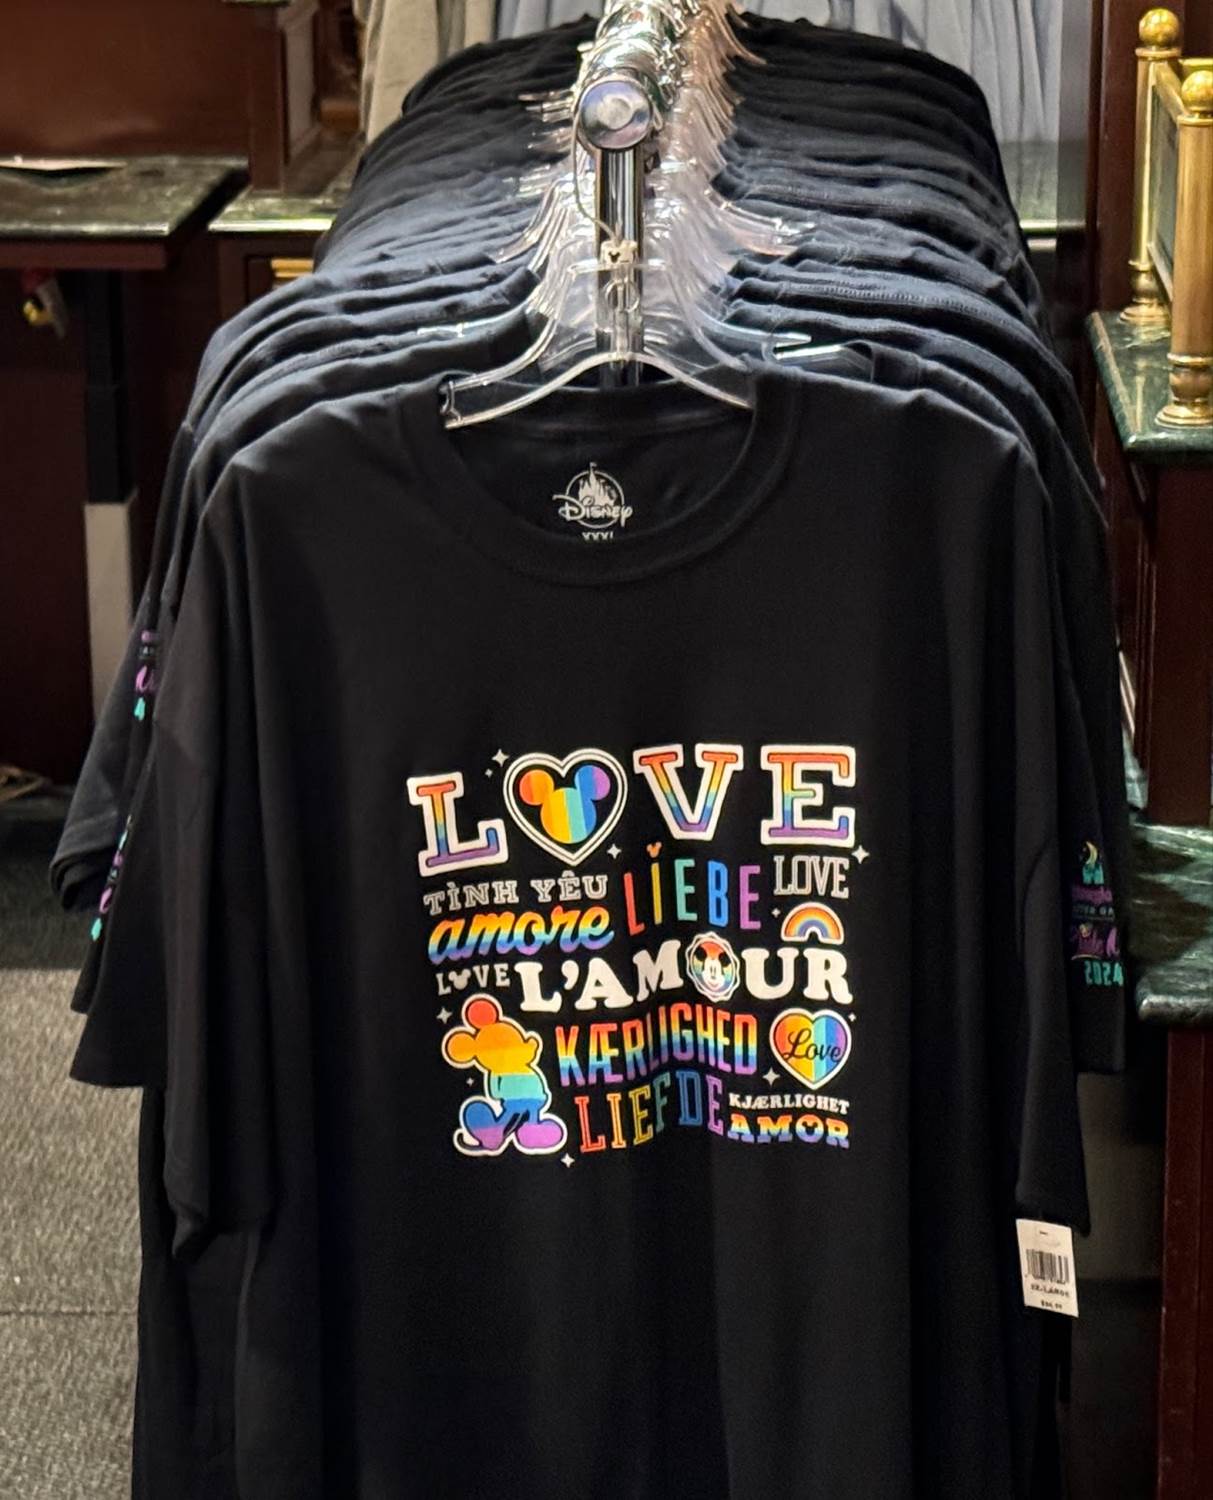 DISNEY
LOVE
TÌNH YÊU
LIEBE
LOVE
amore
LOVE
L'AMOUR
KÆRLIGHED
Love
LIEFDE
KJÆRLIGHET
AMOR
2024